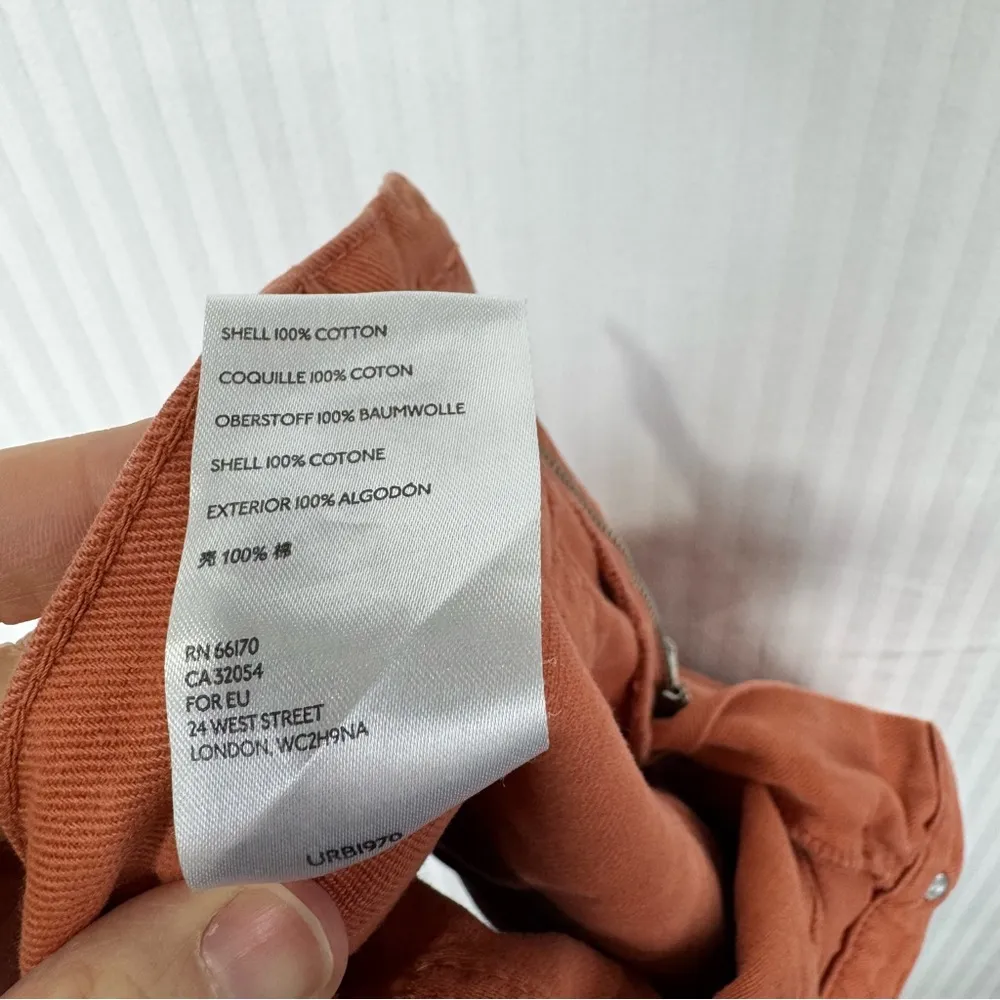 SHELL 100% COTTON
COQUILLE 100% COTON
OBERSTOFF 100% BAUMWOLLE
SHELL 100% COTONE
EXTERIOR 100% ALGODÓN
壳 100% 棉
RN 66170
CA 32054
FOR EU
24 WEST STREET
LONDON, WC2H9NA
URB1970